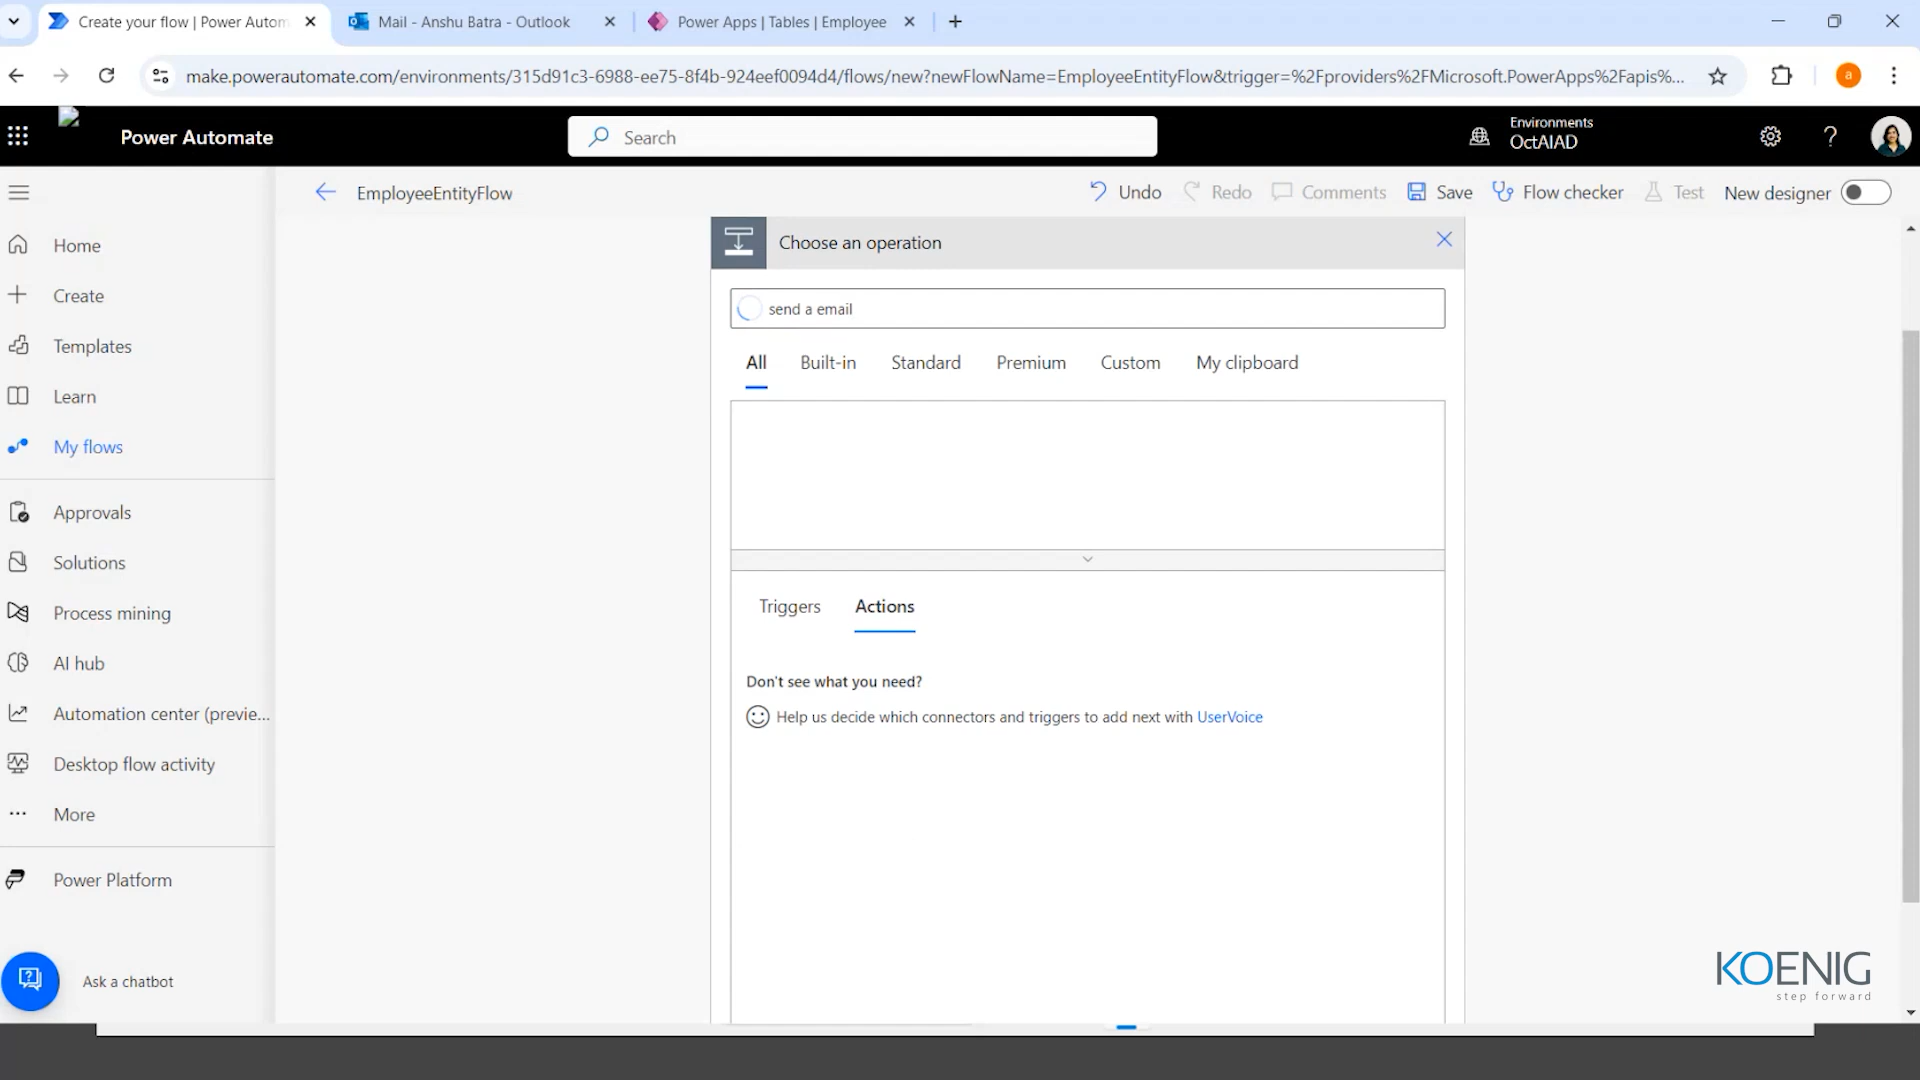 Create your flow | Power Autom
Mail - Anshu Batra - Outlook
Power Apps | Tables | Employee
make.powerautomate.com/environments/315d91c3-6988-ee75-8f4b-924eef0094d4/flows/new?newFlowName=EmployeeEntityFlow&trigger=%2Fproviders%2FMicrosoft.PowerApps%2Fapis%...
a
Power Automate
Search
Environments
OctAIAD
?
EmployeeEntityFlow
Undo
Redo
Comments
Save
Flow checker
Test
New designer
Home
Create
Templates
Learn
My flows
Approvals
Solutions
Process mining
AI hub
Automation center (previe...
Desktop flow activity
More
Power Platform
Ask a chatbot
Choose an operation
send a email
All
Built-in
Standard
Premium
Custom
My clipboard
Triggers
Actions
Don't see what you need?
Help us decide which connectors and triggers to add next with UserVoice
KOENIG
step forward